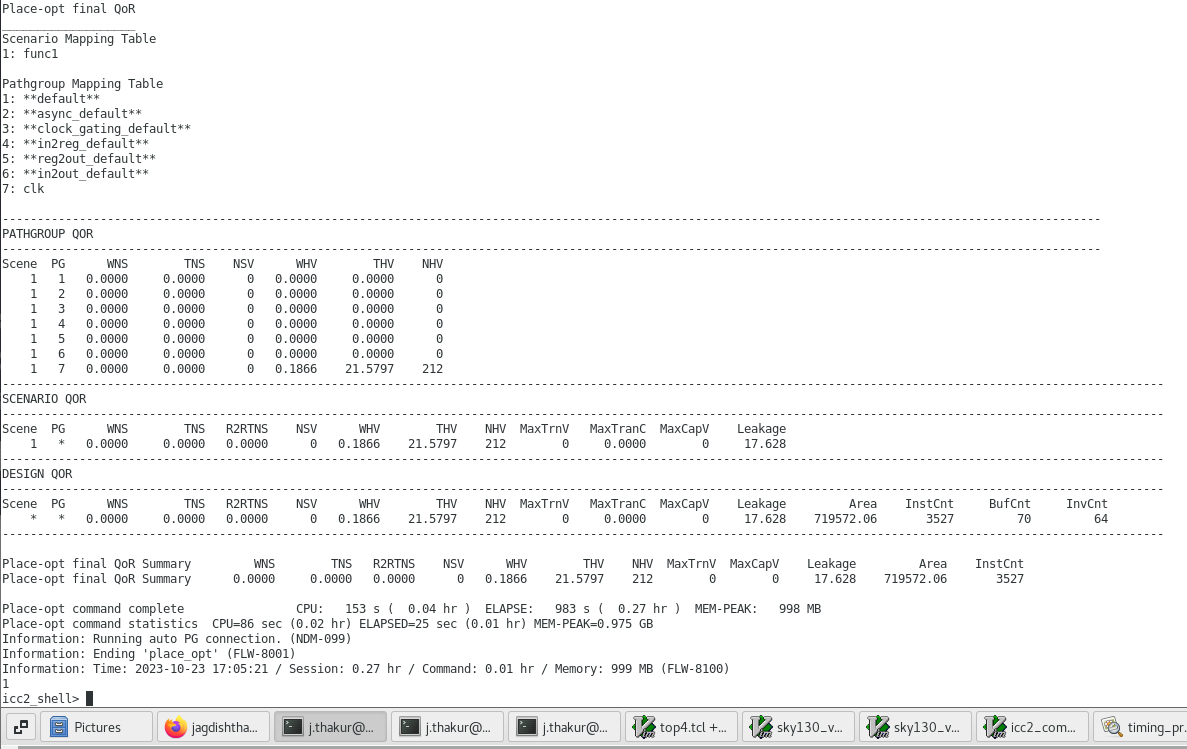 Place-opt final QoR
___________________
Scenario Mapping Table
1: func1
Pathgroup Mapping Table
1: **default**
2: **async_default**
3: **clock_gating_default**
4: **in2reg_default**
5: **reg2out_default**
6: **in2out_default**
7: clk
PATHGROUP QOR
Scene PG WNS TNS NSV WHV THV NHV
1 1 0.0000 0.0000 0 0.0000 0.0000 0
1 2 0.0000 0.0000 0 0.0000 0.0000 0
1 3 0.0000 0.0000 0 0.0000 0.0000 0
1 4 0.0000 0.0000 0 0.0000 0.0000 0
1 5 0.0000 0.0000 0 0.0000 0.0000 0
1 6 0.0000 0.0000 0 0.0000 0.0000 0
1 7 0.0000 0.0000 0 0.1866 21.5797 212
SCENARIO QOR
Scene PG WNS TNS R2RTNS NSV WHV THV NHV MaxTrnV MaxTranC MaxCapV Leakage
1 * 0.0000 0.0000 0.0000 0 0.1866 21.5797 212 0 0.0000 0 17.628
DESIGN QOR
Scene PG WNS TNS R2RTNS NSV WHV THV NHV MaxTrnV MaxTranC MaxCapV Leakage Area InstCnt BufCnt InvCnt
* * 0.0000 0.0000 0.0000 0 0.1866 21.5797 212 0 0.0000 0 17.628 719572.06 3527 70 64
Place-opt final QoR Summary WNS TNS R2RTNS NSV WHV THV NHV MaxTrnV MaxCapV Leakage Area InstCnt
Place-opt final QoR Summary 0.0000 0.0000 0.0000 0 0.1866 21.5797 212 0 0 17.628 719572.06 3527
Place-opt command complete CPU: 153 s ( 0.04 hr ) ELAPSE: 983 s ( 0.27 hr ) MEM-PEAK: 998 MB
Place-opt command statistics CPU=86 sec (0.02 hr) ELAPSED=25 sec (0.01 hr) MEM-PEAK=0.975 GB
Information: Running auto PG connection. (NDM-099)
Information: Ending 'place_opt' (FLW-8001)
Information: Time: 2023-10-23 17:05:21 / Session: 0.27 hr / Command: 0.01 hr / Memory: 999 MB (FLW-8100)
1
icc2_shell>
Pictures jagdishtha... j.thakur@... j.thakur@... j.thakur@... top4.tcl +... sky130_v... sky130_v... icc2_com... timing_pr.